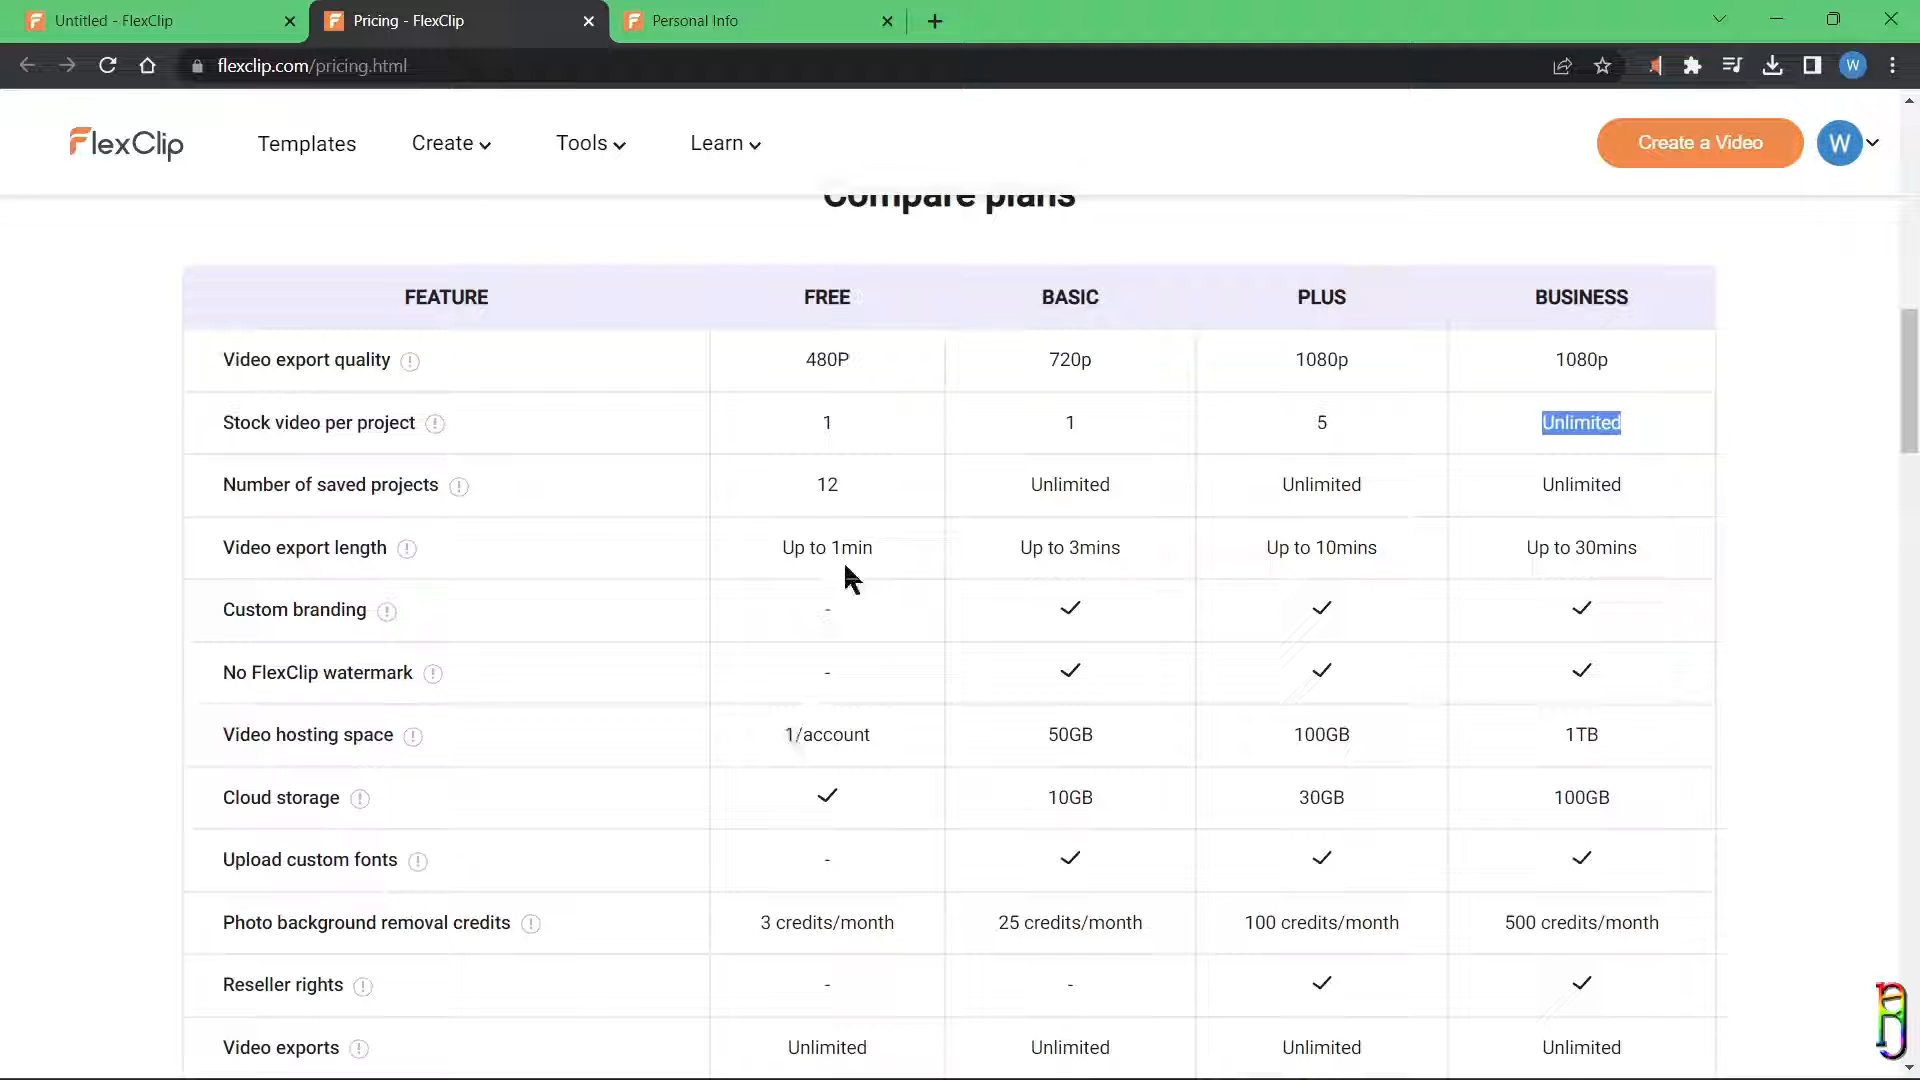 Untitled - FlexClip
Pricing - FlexClip
Personal Info
flexclip.com/pricing.html
W
FlexClip
Templates
Create
Tools
Learn
Create a Video
W
Compare plans
FEATURE FREE BASIC PLUS BUSINESS
Video export quality 480P 720p 1080p 1080p
Stock video per project 1 1 5 Unlimited
Number of saved projects 12 Unlimited Unlimited Unlimited
Video export length Up to 1min Up to 3mins Up to 10mins Up to 30mins
Custom branding -
No FlexClip watermark -
Video hosting space 1/account 50GB 100GB 1TB
Cloud storage 10GB 30GB 100GB
Upload custom fonts -
Photo background removal credits 3 credits/month 25 credits/month 100 credits/month 500 credits/month
Reseller rights - -
Video exports Unlimited Unlimited Unlimited Unlimited